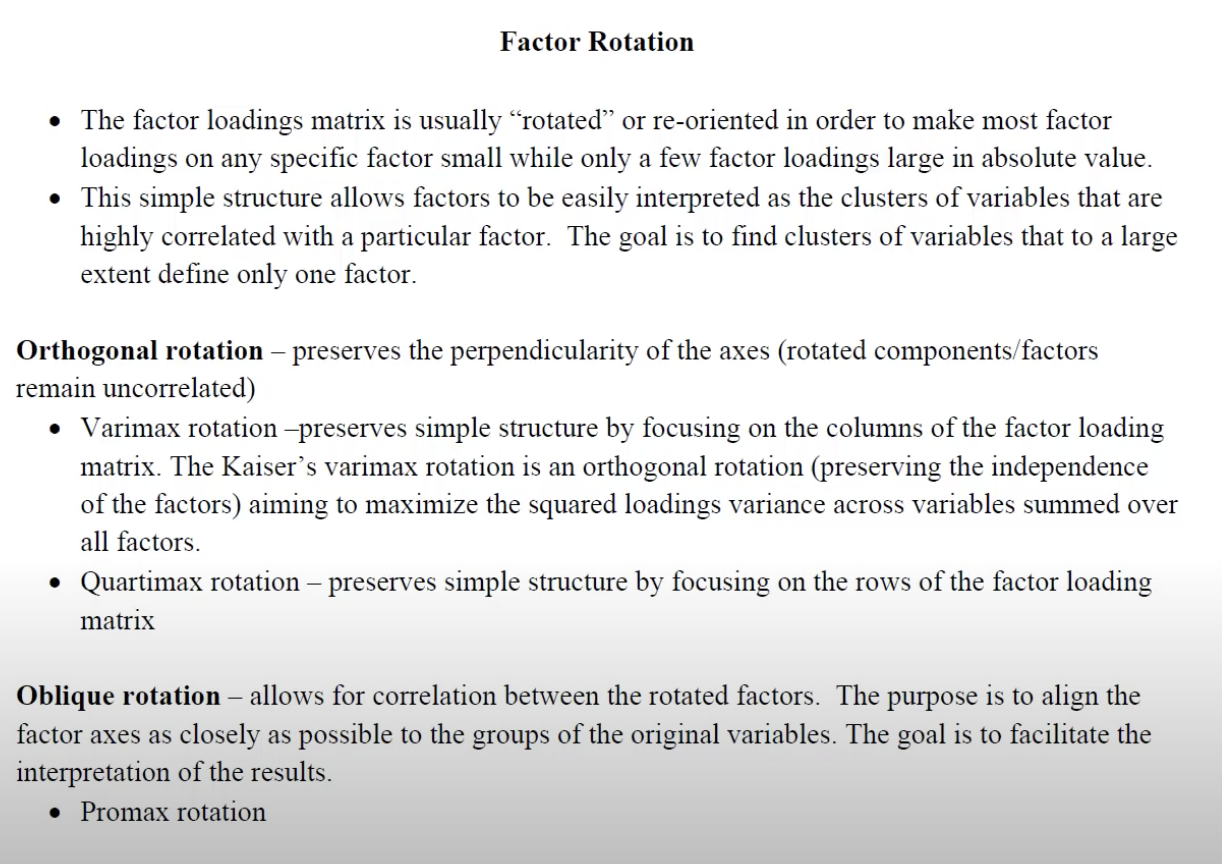 Factor Rotation
• The factor loadings matrix is usually “rotated” or re-oriented in order to make most factor
loadings on any specific factor small while only a few factor loadings large in absolute value.
• This simple structure allows factors to be easily interpreted as the clusters of variables that are
highly correlated with a particular factor.  The goal is to find clusters of variables that to a large
extent define only one factor.
Orthogonal rotation – preserves the perpendicularity of the axes (rotated components/factors
remain uncorrelated)
• Varimax rotation –preserves simple structure by focusing on the columns of the factor loading
matrix. The Kaiser’s varimax rotation is an orthogonal rotation (preserving the independence
of the factors) aiming to maximize the squared loadings variance across variables summed over
all factors.
• Quartimax rotation – preserves simple structure by focusing on the rows of the factor loading
matrix
Oblique rotation – allows for correlation between the rotated factors.  The purpose is to align the
factor axes as closely as possible to the groups of the original variables. The goal is to facilitate the
interpretation of the results.
• Promax rotation